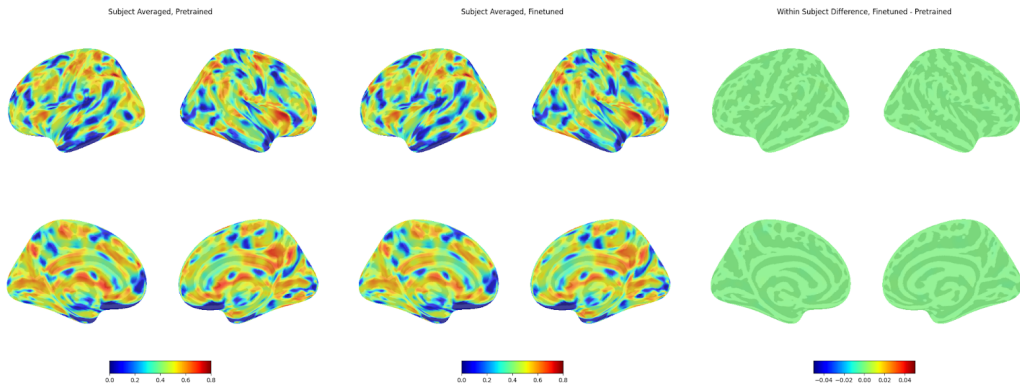 Subject Averaged, Pretrained
Subject Averaged, Finetuned
Within Subject Difference, Finetuned - Pretrained
0.0 0.2 0.4 0.6 0.8
0.0 0.2 0.4 0.6 0.8
−0.04 −0.02 0.00 0.02 0.04